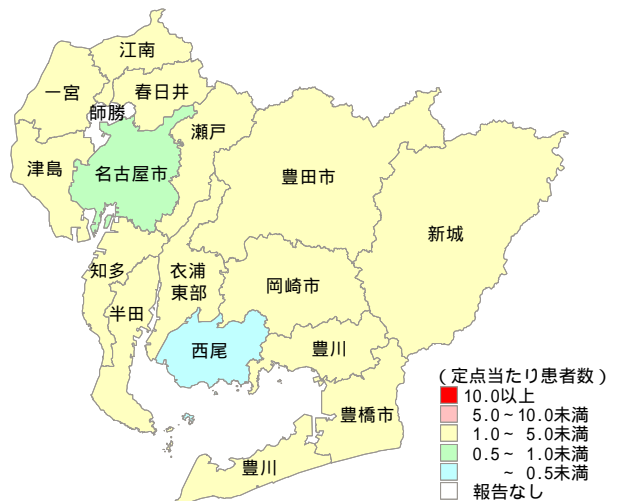 江南
一宮
春日井
師勝
瀬戸
津島
名古屋市
豊田市
新城
知多
衣浦
東部
岡崎市
半田
西尾
豊川
豊橋市
豊川
(定点当たり患者数)
10.0以上
5.0~10.0未満
1.0~ 5.0未満
0.5~ 1.0未満
~ 0.5未満
報告なし